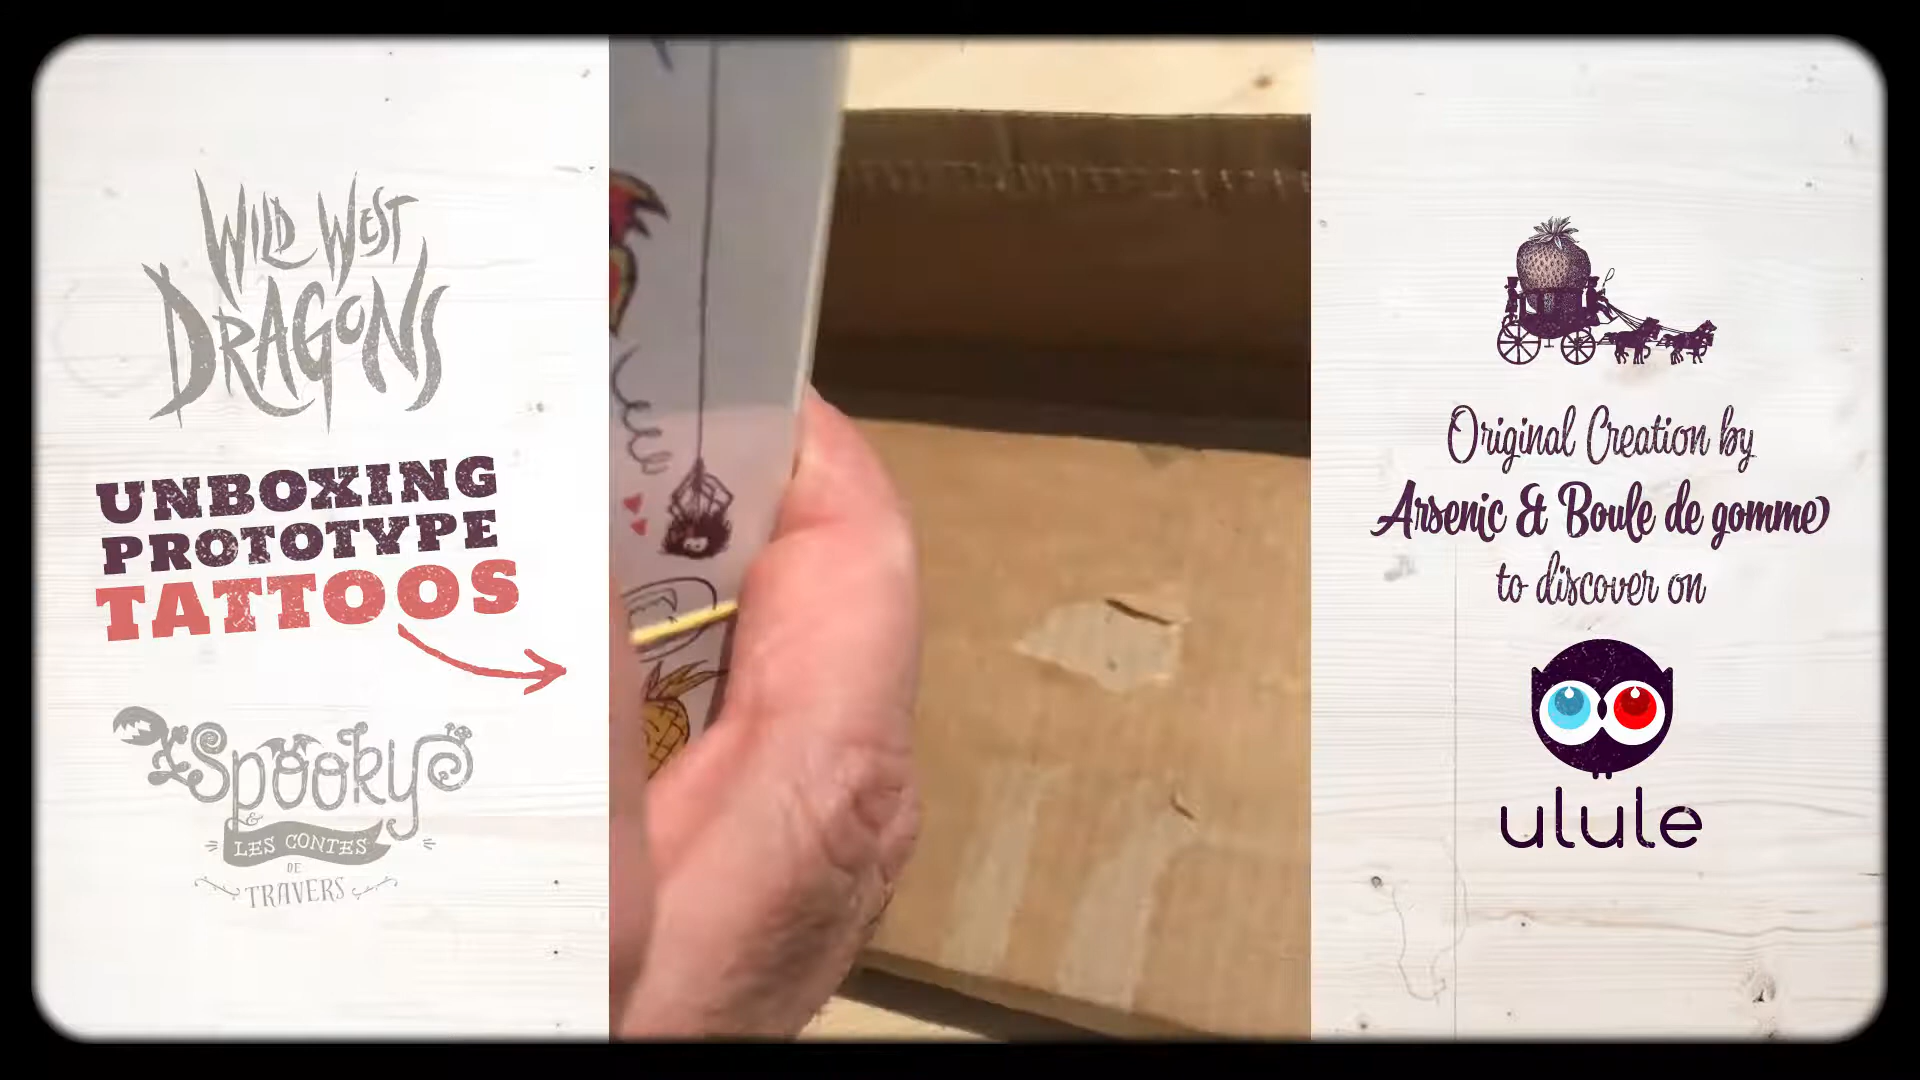 WILD WEST
DRAGONS
UNBOXING
PROTOTYPE
TATTOOS
Spooky
&
LES CONTES
DE
TRAVERS
Original Creation by
Arsenic & Boule de gomme
to discover on
ulule